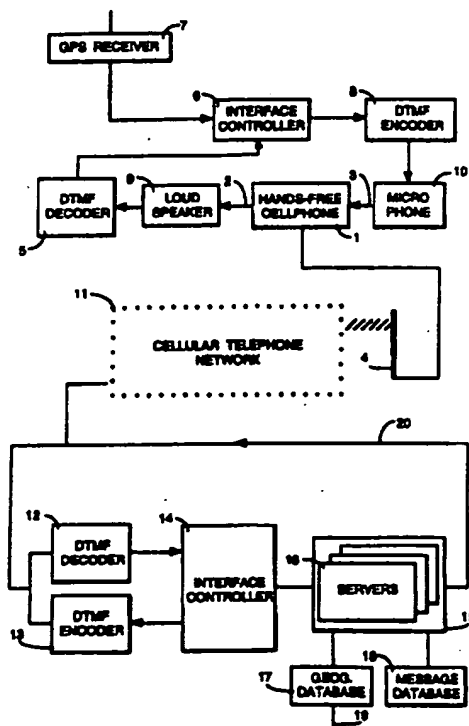 7
GPS RECEIVER
6
INTERFACE
CONTROLLER
8
DTMF
ENCODER
DTMF
DECODER
5
9
LOUD
SPEAKER
2
HANDS-FREE
CELLPHONE
1
3
MICRO
PHONE
10
11
CELLULAR TELEPHONE
NETWORK
4
20
12
DTMF
DECODER
14
INTERFACE
CONTROLLER
16
SERVERS
DTMF
ENCODER
13
17
GEOG.
DATABASE
18
MESSAGE
DATABASE
19